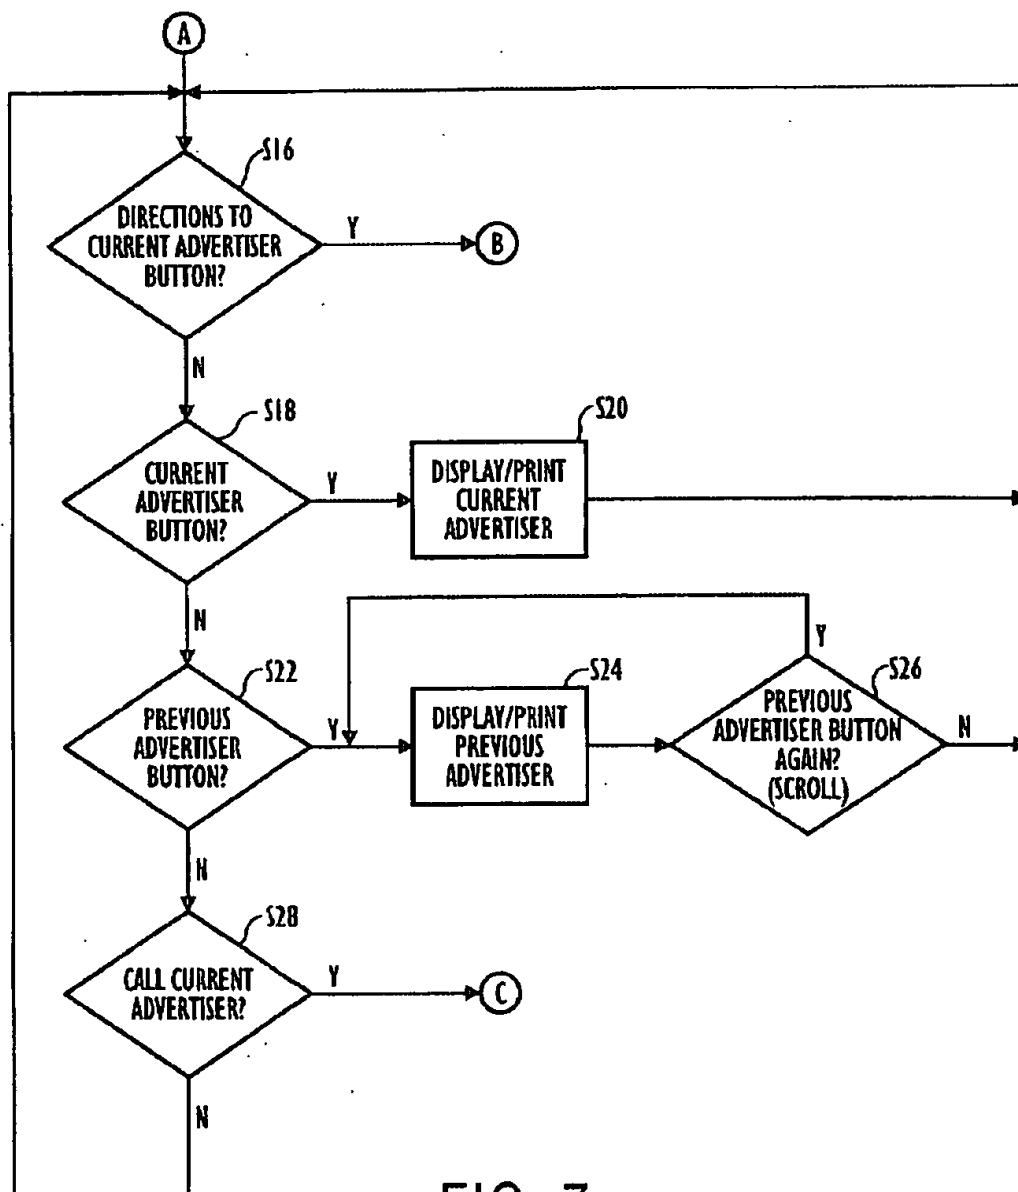 A
S16
DIRECTIONS TO
CURRENT ADVERTISER
BUTTON?
Y
B
N
S18
CURRENT
ADVERTISER
BUTTON?
Y
S20
DISPLAY/PRINT
CURRENT
ADVERTISER
N
S22
PREVIOUS
ADVERTISER
BUTTON?
Y
S24
DISPLAY/PRINT
PREVIOUS
ADVERTISER
Y
S26
PREVIOUS
ADVERTISER BUTTON
AGAIN?
(SCROLL)
N
N
S28
CALL CURRENT
ADVERTISER?
Y
C
N